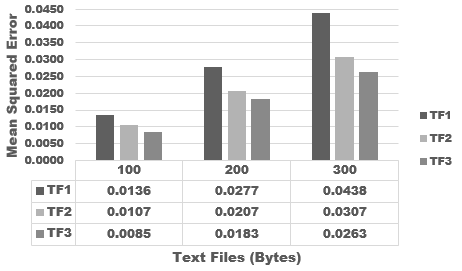 Mean Squared Error
0.0450
0.0400
0.0350
0.0300
0.0250
0.0200
0.0150
0.0100
0.0050
0.0000
100 200 300
TF1 0.0136 0.0277 0.0438
TF2 0.0107 0.0207 0.0307
TF3 0.0085 0.0183 0.0263
Text Files (Bytes)
TF1
TF2
TF3